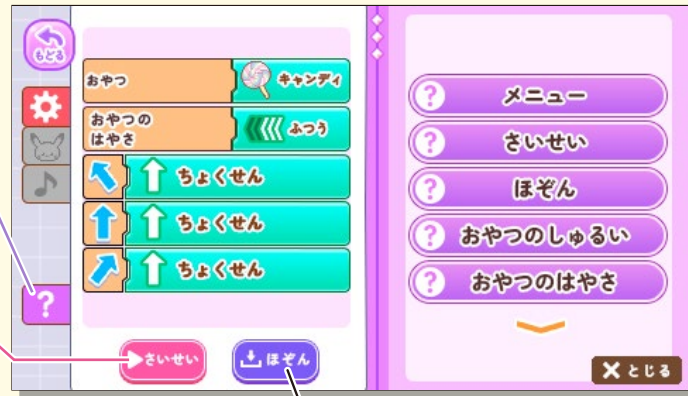 もどる
おやつ
キャンディ
おやつの
はやさ
ふつう
ちょくせん
ちょくせん
ちょくせん
?
さいせい
ほぞん
? メニュー
? さいせい
? ほぞん
? おやつのしゅるい
? おやつのはやさ
とじる